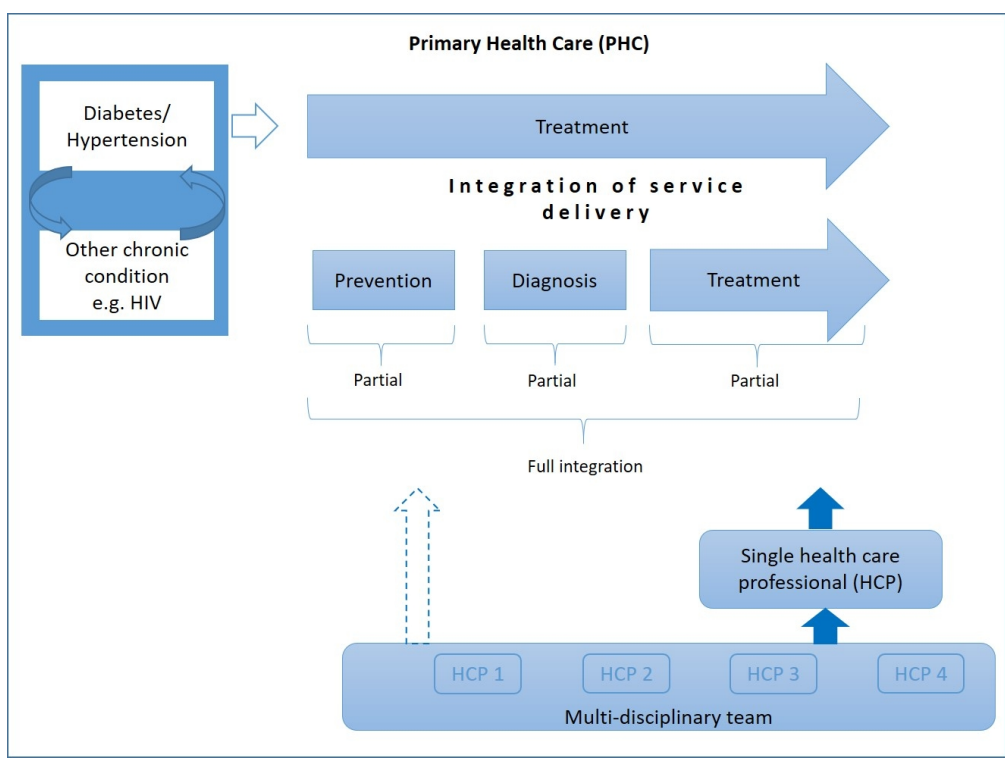 Primary Health Care (PHC)
Diabetes/
Hypertension
Other chronic
condition
e.g. HIV
Treatment
Integration of service
delivery
Prevention
Diagnosis
Treatment
Partial
Partial
Partial
Full integration
Single health care
professional (HCP)
HCP 1
HCP 2
HCP 3
HCP 4
Multi-disciplinary team